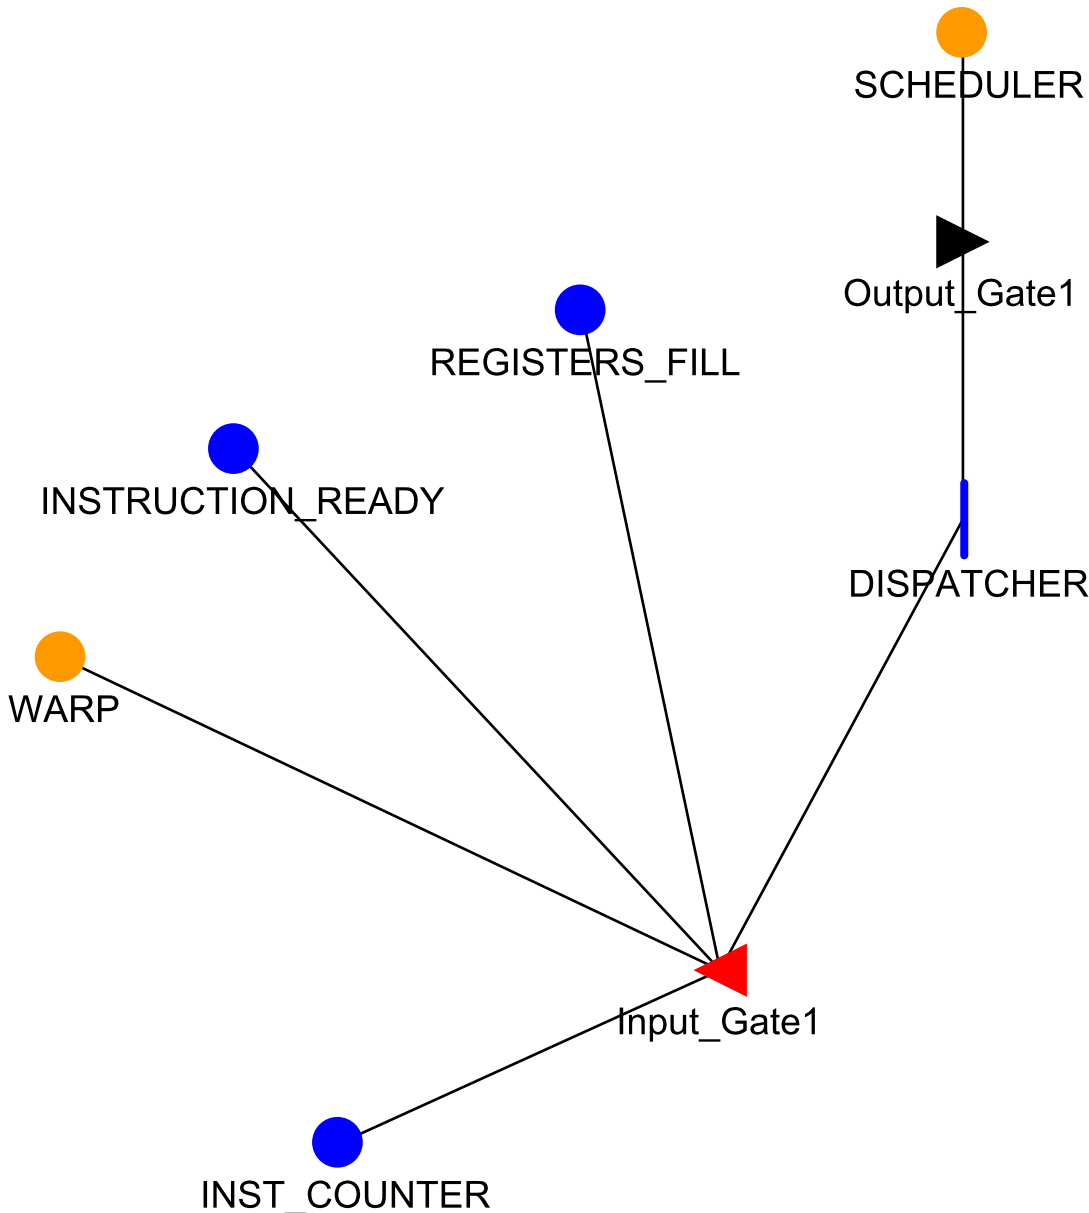 SCHEDULER
Output_Gate1
REGISTERS_FILL
INSTRUCTION_READY
DISPATCHER
WARP
Input_Gate1
INST_COUNTER